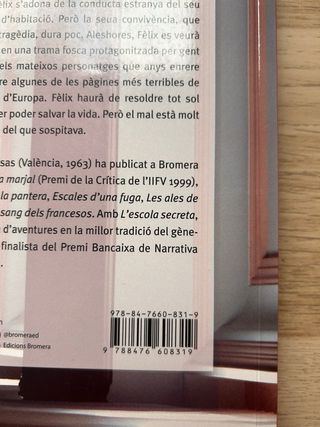 èlix s'adona de la conducta estranya del seu
d'habitació. Però la seua convivència, que
tragèdia, dura poc. Aleshores, Fèlix es veurà
en una trama fosca protagonitzada per gent
els mateixos personatges que anys enrere
re algunes de les pàgines més terribles de
d'Europa. Fèlix haurà de resoldre tot sol
er poder salvar la vida. Però el mal està molt
del que sospitava.
sas (València, 1963) ha publicat a Bromera
a marjal (Premi de la Crítica de l'IIFV 1999),
la pantera, Escales d'una fuga, Les ales de
sang dels francesos. Amb L'escola secreta,
d'aventures en la millor tradició del gène-
finalista del Premi Bancaixa de Narrativa
@bromeraed
Edicions Bromera
978-84-7660-831-9
9 788476 608319